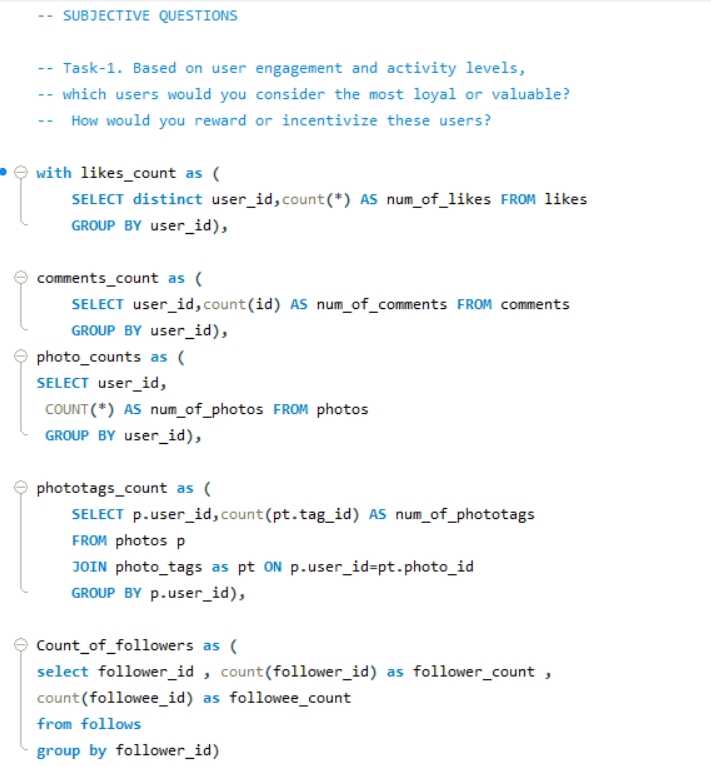 -- SUBJECTIVE QUESTIONS
-- Task-1. Based on user engagement and activity levels,
-- which users would you consider the most loyal or valuable?
--  How would you reward or incentivize these users?
with likes_count as (
SELECT distinct user_id,count(*) AS num_of_likes FROM likes
GROUP BY user_id),
comments_count as (
SELECT user_id,count(id) AS num_of_comments FROM comments
GROUP BY user_id),
photo_counts as (
SELECT user_id,
COUNT(*) AS num_of_photos FROM photos
GROUP BY user_id),
phototags_count as (
SELECT p.user_id,count(pt.tag_id) AS num_of_phototags
FROM photos p
JOIN photo_tags as pt ON p.user_id=pt.photo_id
GROUP BY p.user_id),
Count_of_followers as (
select follower_id , count(follower_id) as follower_count ,
count(followee_id) as followee_count
from follows
group by follower_id)